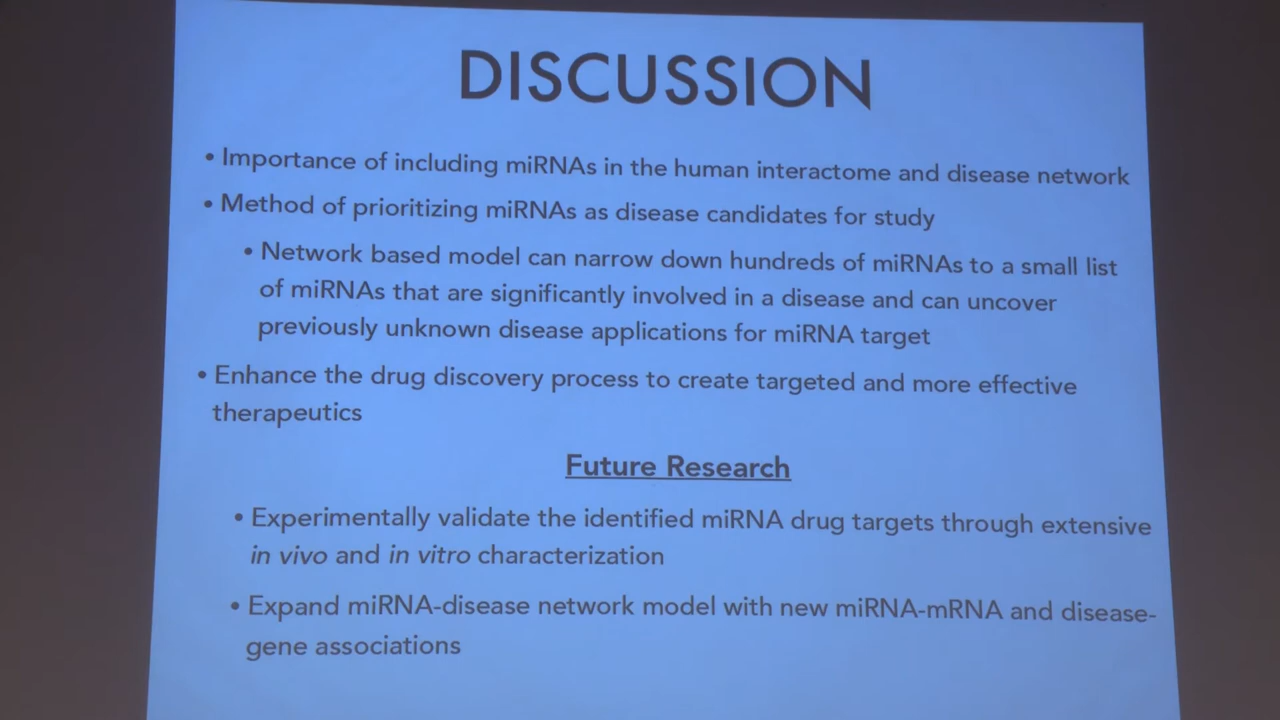 DISCUSSION
• Importance of including miRNAs in the human interactome and disease network
• Method of prioritizing miRNAs as disease candidates for study
• Network based model can narrow down hundreds of miRNAs to a small list
of miRNAs that are significantly involved in a disease and can uncover
previously unknown disease applications for miRNA target
• Enhance the drug discovery process to create targeted and more effective
therapeutics
Future Research
• Experimentally validate the identified miRNA drug targets through extensive
in vivo and in vitro characterization
• Expand miRNA-disease network model with new miRNA-mRNA and disease-
gene associations